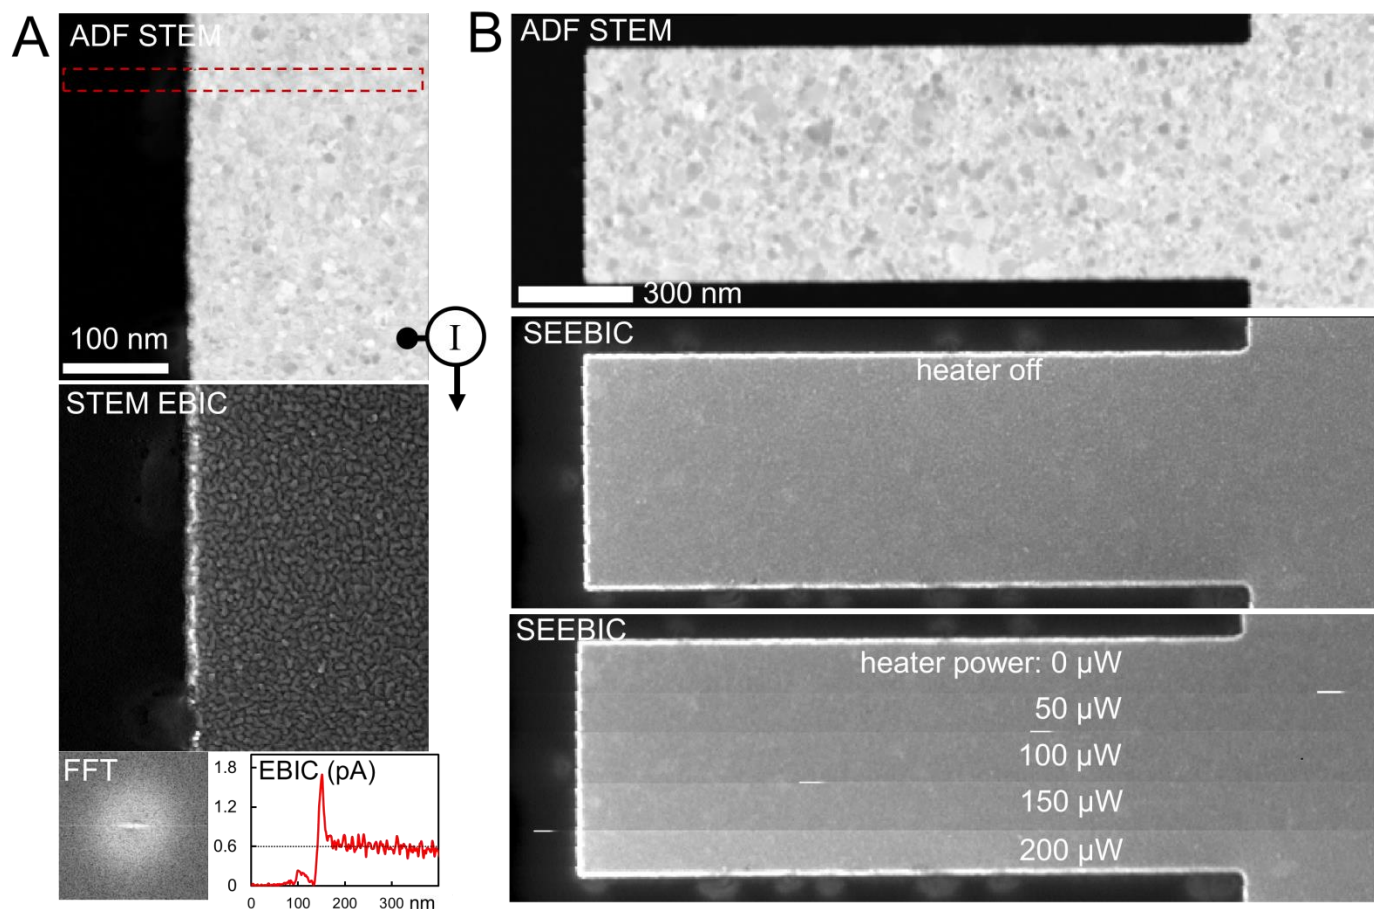 A
ADF STEM
100 nm
I
STEM EBIC
FFT
EBIC (pA)
1.8
1.2
0.6
0
0 100 200 300 nm
B
ADF STEM
300 nm
SEEBIC
heater off
SEEBIC
heater power: 0 µW
50 µW
100 µW
150 µW
200 µW